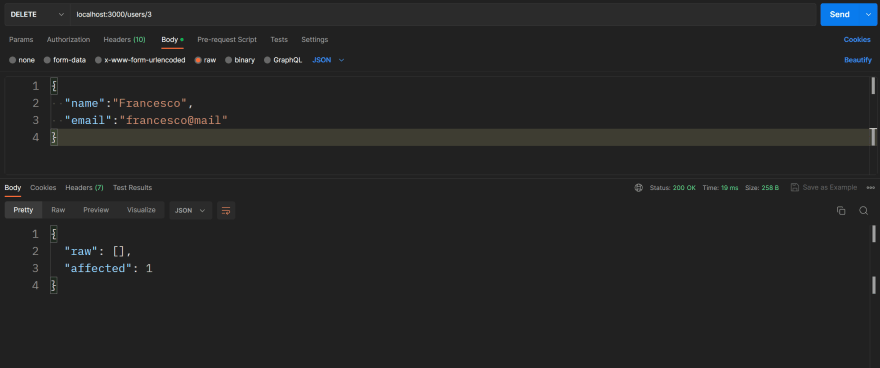 DELETE localhost:3000/users/3 Send
Params Authorization Headers (10) Body Pre-request Script Tests Settings Cookies
none form-data x-www-form-urlencoded raw binary GraphQL JSON Beautify
1 {
2 "name":"Francesco",
3 "email":"francesco@mail"
4 }
Body Cookies Headers (7) Test Results Status: 200 OK Time: 19 ms Size: 258 B Save as Example
Pretty Raw Preview Visualize JSON
1 {
2 "raw": [],
3 "affected": 1
4 }